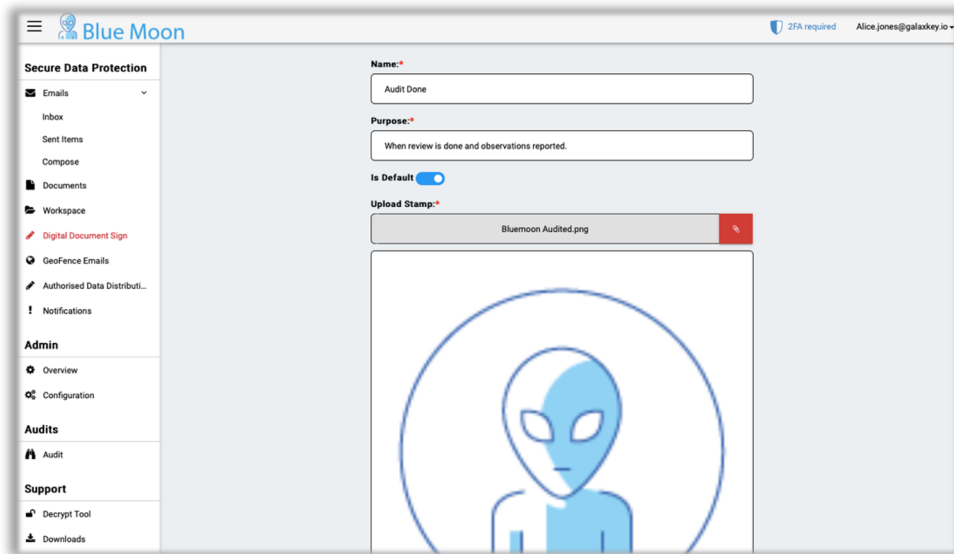 Blue Moon
2FA required
Alice.jones@galaxkey.io
Secure Data Protection
Emails
Inbox
Sent Items
Compose
Documents
Workspace
Digital Document Sign
GeoFence Emails
Authorised Data Distributi...
Notifications
Admin
Overview
Configuration
Audits
Audit
Support
Decrypt Tool
Downloads
Name:*
Audit Done
Purpose:*
When review is done and observations reported.
Is Default
Upload Stamp:*
Bluemoon Audited.png